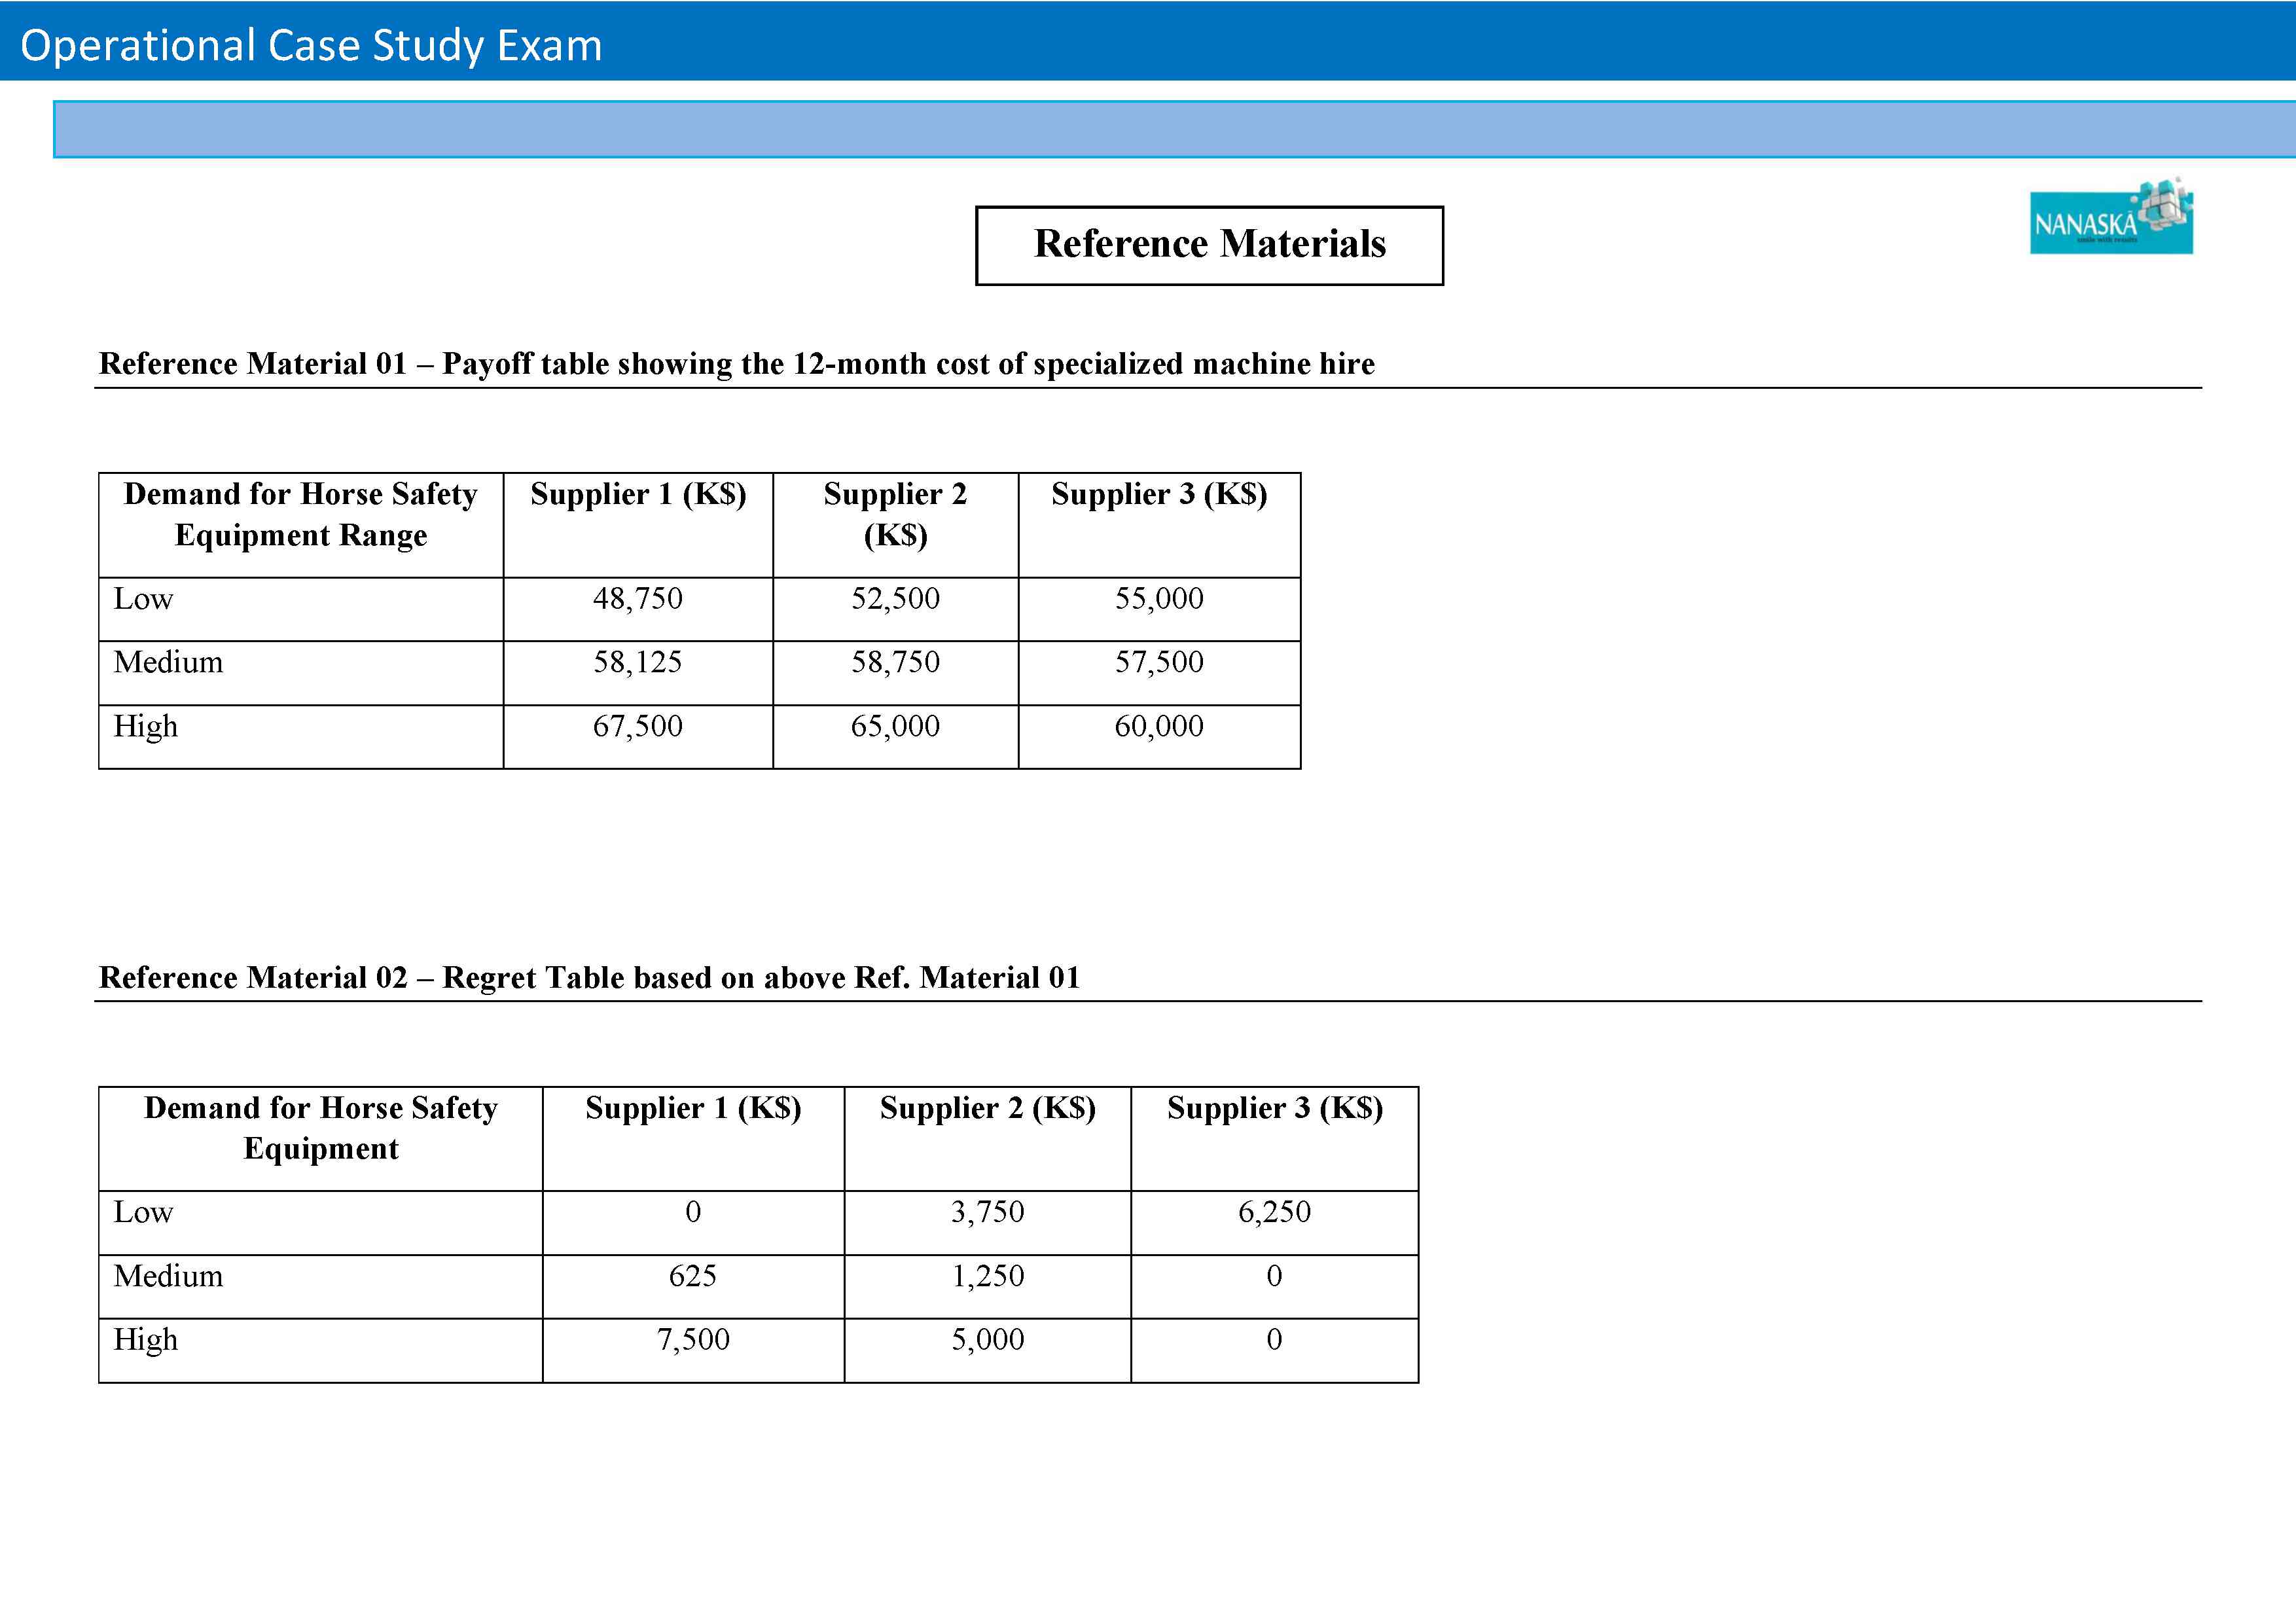 Operational Case Study Exam
NANASKA
smile with results
Reference Materials
Reference Material 01 – Payoff table showing the 12-month cost of specialized machine hire
Demand for Horse Safety Equipment Range Supplier 1 (K$) Supplier 2 (K$) Supplier 3 (K$)
Low 48,750 52,500 55,000
Medium 58,125 58,750 57,500
High 67,500 65,000 60,000
Reference Material 02 – Regret Table based on above Ref. Material 01
Demand for Horse Safety Equipment Supplier 1 (K$) Supplier 2 (K$) Supplier 3 (K$)
Low 0 3,750 6,250
Medium 625 1,250 0
High 7,500 5,000 0